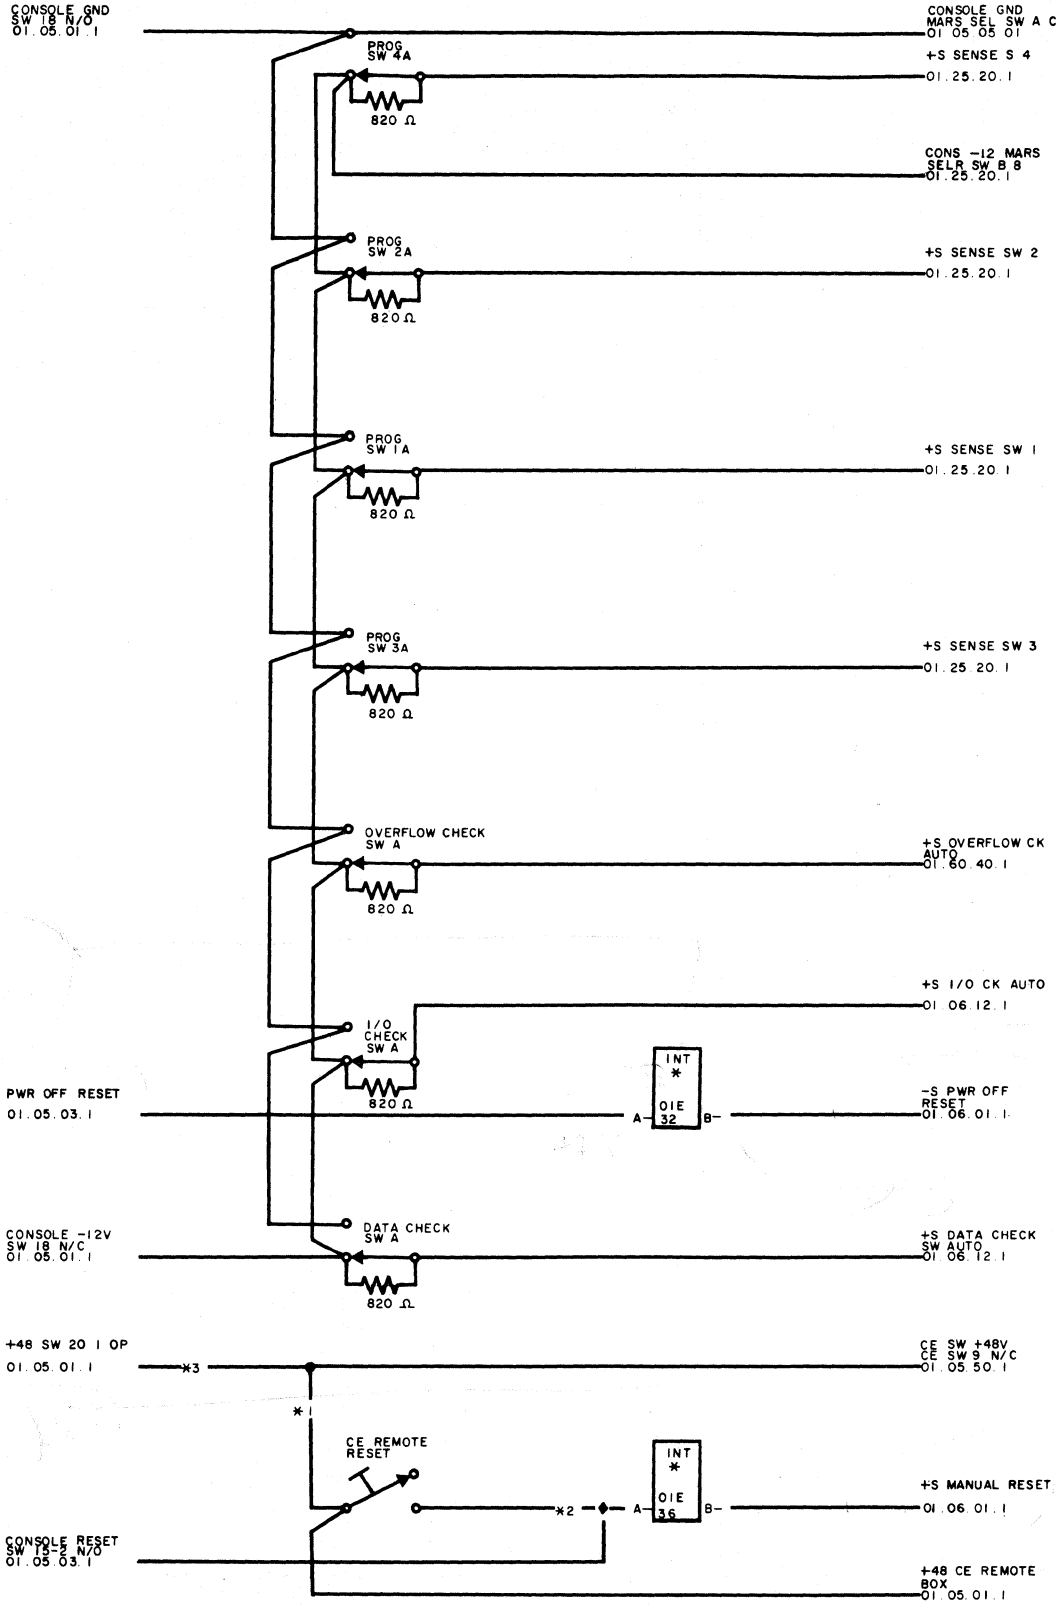 CONSOLE GND
SW 18 N/O
01.05.01.1
CONSOLE GND
MARS SEL SW A C
01 05 05 01
PROG
SW 4A
+S SENSE S 4
01.25.20.1
820 Ω
CONS -12 MARS
SELR SW B 8
01.25.20.1
PROG
SW 2A
+S SENSE SW 2
01.25.20.1
820 Ω
PROG
SW 1A
+S SENSE SW 1
01.25.20.1
820 Ω
PROG
SW 3A
+S SENSE SW 3
01.25.20.1
820 Ω
OVERFLOW CHECK
SW A
+S OVERFLOW CK
AUTO
01.60.40.1
820 Ω
+S I/O CK AUTO
01.06.12.1
I/O
CHECK
SW A
820 Ω
PWR OFF RESET
01.05.03.1
INT
*
01E
A- 32 B-
-S PWR OFF
RESET
01.06.01.1
CONSOLE -12V
SW 18 N/C
01.05.01.1
DATA CHECK
SW A
+S DATA CHECK
SW AUTO
01.06.12.1
820 Ω
+48 SW 20 1 OP
01.05.01.1
*3
CE SW +48V
CE SW 9 N/C
01.05.50.1
*1
CE REMOTE
RESET
*2
INT
*
01E
A- 36 B-
+S MANUAL RESET
01.06.01.1
CONSOLE RESET
SW 15-2 N/O
01.05.03.1
+48 CE REMOTE
BOX
01.05.01.1